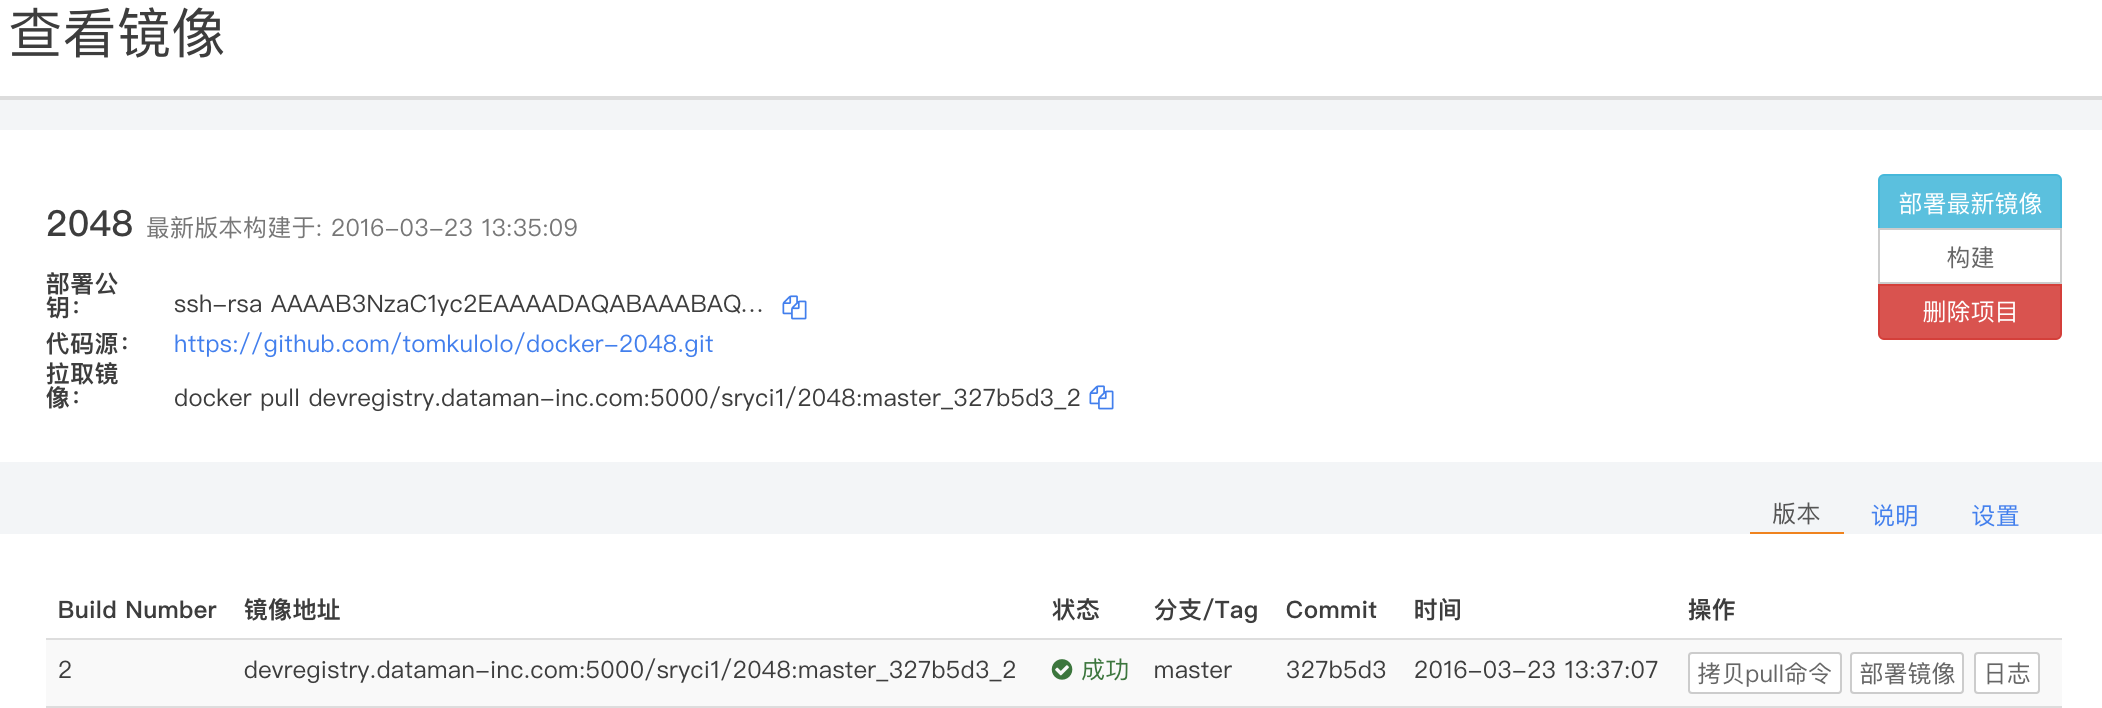 查看镜像
部署最新镜像
构建
删除项目
2048 最新版本构建于: 2016-03-23 13:35:09
部署公钥: ssh-rsa AAAAB3NzaC1yc2EAAAADAQABAAABAQ...
代码源: https://github.com/tomkulolo/docker-2048.git
拉取镜像: docker pull devregistry.dataman-inc.com:5000/sryci1/2048:master_327b5d3_2
版本 说明 设置
Build Number 镜像地址 状态 分支/Tag Commit 时间 操作
2 devregistry.dataman-inc.com:5000/sryci1/2048:master_327b5d3_2 成功 master 327b5d3 2016-03-23 13:37:07 拷贝pull命令 部署镜像 日志